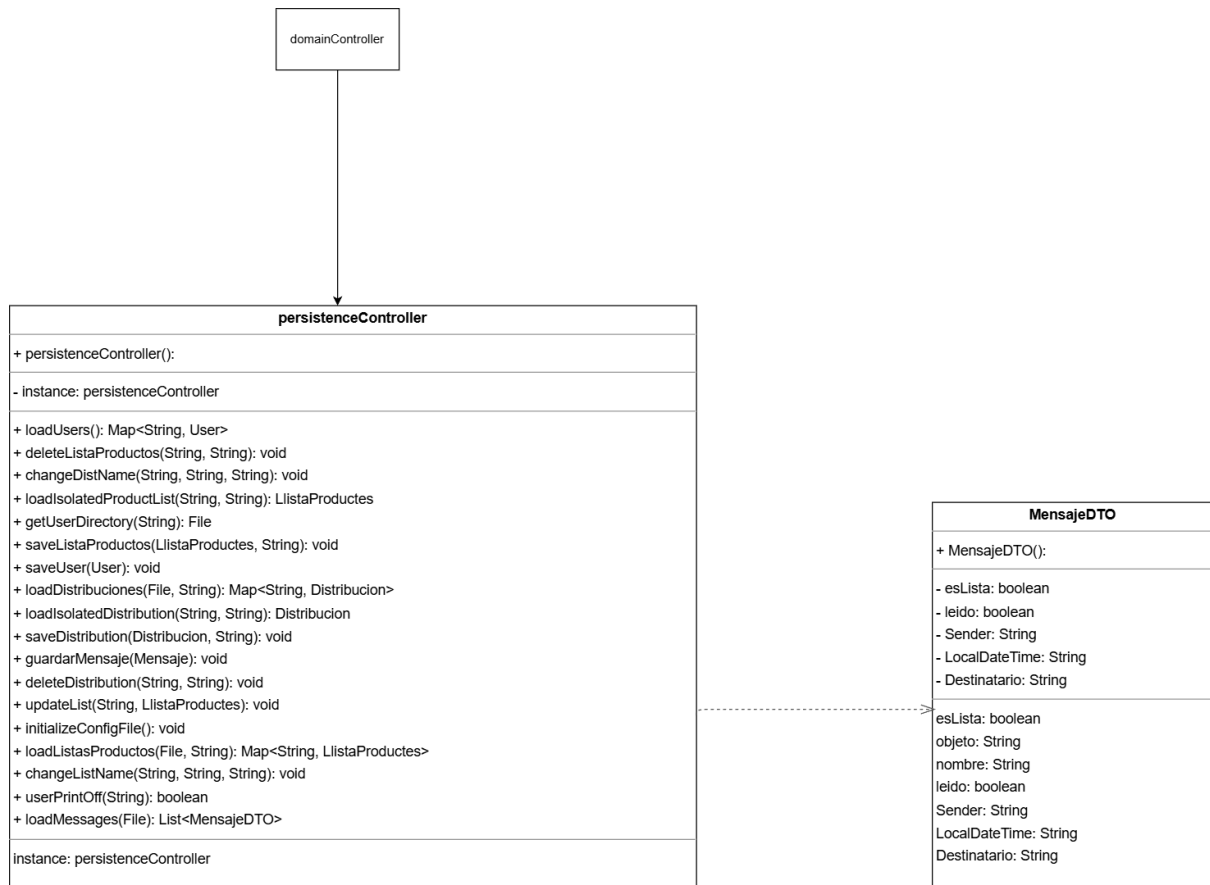 domainController
persistenceController
+ persistenceController():
- instance: persistenceController
+ loadUsers(): Map<String, User>
+ deleteListaProductos(String, String): void
+ changeDistName(String, String, String): void
+ loadIsolatedProductList(String, String): LlistaProductes
+ getUserDirectory(String): File
+ saveListaProductos(LlistaProductes, String): void
+ saveUser(User): void
+ loadDistribuciones(File, String): Map<String, Distribucion>
+ loadIsolatedDistribution(String, String): Distribucion
+ saveDistribution(Distribucion, String): void
+ guardarMensaje(Mensaje): void
+ deleteDistribution(String, String): void
+ updateList(String, LlistaProductes): void
+ initializeConfigFile(): void
+ loadListasProductos(File, String): Map<String, LlistaProductes>
+ changeListName(String, String, String): void
+ userPrintOff(String): boolean
+ loadMessages(File): List<MensajeDTO>
instance: persistenceController
MensajeDTO
+ MensajeDTO():
- esLista: boolean
- leido: boolean
- Sender: String
- LocalDateTime: String
- Destinatario: String
esLista: boolean
objeto: String
nombre: String
leido: boolean
Sender: String
LocalDateTime: String
Destinatario: String